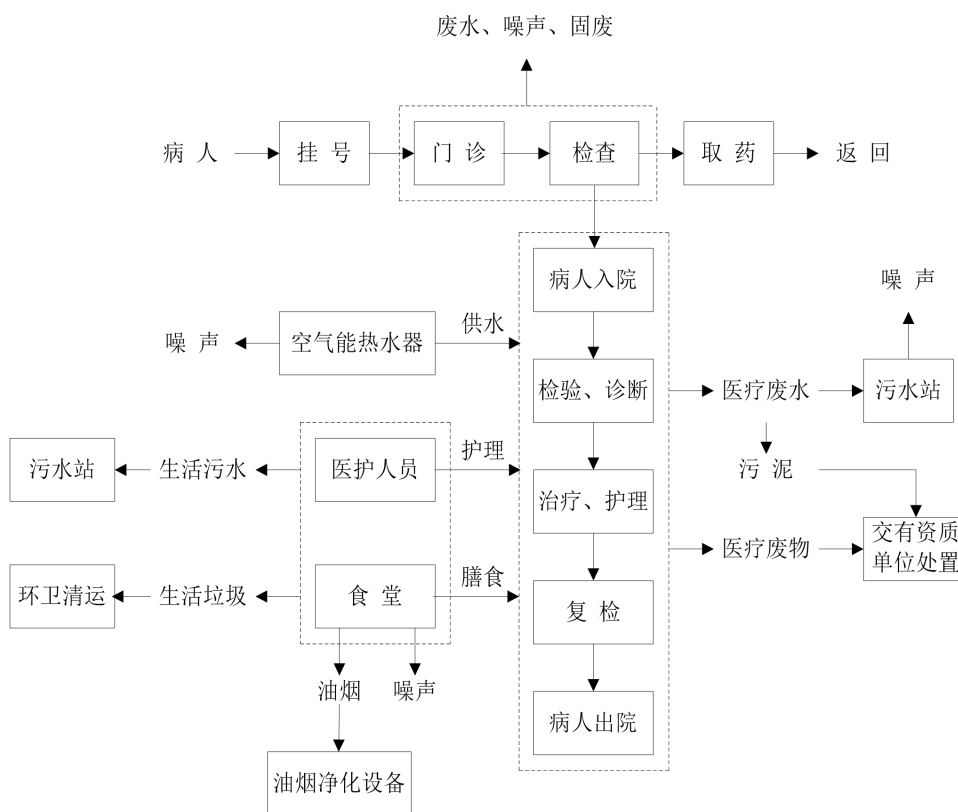 废水、噪声、固废
病 人
挂 号
门 诊
检查
取 药
返 回
病人入院
噪 声
供水
噪 声
空气能热水器
检验、诊断
医疗废水
污水站
护理
污水站
生活污水
医护人员
污 泥
治疗、护理
交有资质
单位处置
医疗废物
膳食
环卫清运
生活垃圾
食 堂
复 检
油烟
噪声
病人出院
油烟净化设备